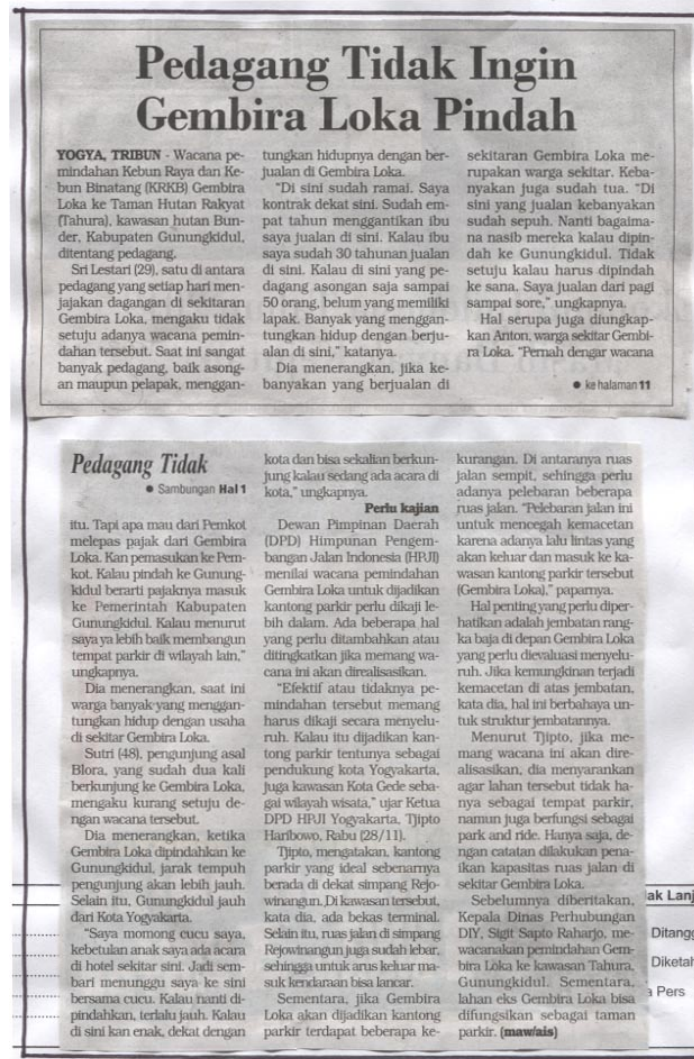 Pedagang Tidak Ingin
Gembira Loka Pindah
YOGYA, TRIBUN - Wacana pe-
mindahan Kebun Raya dan Ke-
bun Binatang (KRKB) Gembira
Loka ke Taman Hutan Rakyat
(Tahura), kawasan hutan Bun-
der, Kabupaten Gunungkidul,
ditentang pedagang.
Sri Lestari (29), satu di antara
pedagang yang setiap hari men-
jajakan dagangan di sekitaran
Gembira Loka, mengaku tidak
setuju adanya wacana pemin-
dahan tersebut. Saat ini sangat
banyak pedagang, baik asong-
an maupun pelapak, menggan-
tungkan hidupnya dengan ber-
jualan di Gembira Loka.
"Di sini sudah ramai. Saya
kontrak dekat sini. Sudah em-
pat tahun menggantikan ibu
saya jualan di sini. Kalau ibu
saya sudah 30 tahunan jualan
di sini. Kalau di sini yang pe-
dagang asongan saja sampai
50 orang, belum yang memiliki
lapak. Banyak yang menggan-
tungkan hidup dengan berju-
alan di sini," katanya.
Dia menerangkan, jika ke-
banyakan yang berjualan di
sekitaran Gembira Loka me-
rupakan warga sekitar. Keba-
nyakan juga sudah tua. "Di
sini yang jualan kebanyakan
sudah sepuh. Nanti bagaima-
na nasib mereka kalau dipin-
dah ke Gunungkidul. Tidak
setuju kalau harus dipindah
ke sana. Saya jualan dari pagi
sampai sore," ungkapnya.
Hal serupa juga diungkap-
kan Anton, warga sekitar Gembi-
ra Loka. "Pernah dengar wacana
● ke halaman 11
Pedagang Tidak
● Sambungan Hal 1
itu. Tapi apa mau dari Pemkot
melepas pajak dari Gembira
Loka. Kan pemasukan ke Pem-
kot. Kalau pindah ke Gunung-
kidul berarti pajaknya masuk
ke Pemerintah Kabupaten
Gunungkidul. Kalau menurut
saya ya lebih baik membangun
tempat parkir di wilayah lain,"
ungkapnya.
Dia menerangkan, saat ini
warga banyak yang menggan-
tungkan hidup dengan usaha
di sekitar Gembira Loka.
Sutri (48), pengunjung asal
Blora, yang sudah dua kali
berkunjung ke Gembira Loka,
mengaku kurang setuju de-
ngan wacana tersebut.
Dia menerangkan, ketika
Gembira Loka dipindahkan ke
Gunungkidul, jarak tempuh
pengunjung akan lebih jauh.
Selain itu, Gunungkidul jauh
dari Kota Yogyakarta.
"Saya momong cucu saya,
kebetulan anak saya ada acara
di hotel sekitar sini. Jadi sem-
bari menunggu saya ke sini
bersama cucu. Kalau nanti di-
pindahkan, terlalu jauh. Kalau
di sini kan enak, dekat dengan
kota dan bisa sekalian berkun-
jung kalau sedang ada acara di
kota," ungkapnya.
Perlu kajian
Dewan Pimpinan Daerah
(DPD) Himpunan Pengem-
bangan Jalan Indonesia (HPJI)
menilai wacana pemindahan
Gembira Loka untuk dijadikan
kantong parkir perlu dikaji le-
bih dalam. Ada beberapa hal
yang perlu ditambahkan atau
ditingkatkan jika memang wa-
cana ini akan direalisasikan.
"Efektif atau tidaknya pe-
mindahan tersebut memang
harus dikaji secara menyelu-
ruh. Kalau itu dijadikan kan-
tong parkir tentunya sebagai
pendukung kota Yogyakarta,
juga kawasan Kota Gede seba-
gai wilayah wisata," ujar Ketua
DPD HPJI Yogyakarta, Tjipto
Haribowo, Rabu (28/11).
Tjipto, mengatakan, kantong
parkir yang ideal sebenarnya
berada di dekat simpang Rejo-
winangun. Di kawasan tersebut,
kata dia, ada bekas terminal.
Selain itu, ruas jalan di simpang
Rejowinangun juga sudah lebar,
sehingga untuk arus keluar ma-
suk kendaraan bisa lancar.
Sementara, jika Gembira
Loka akan dijadikan kantong
parkir terdapat beberapa ke-
kurangan. Di antaranya ruas
jalan sempit, sehingga perlu
adanya pelebaran beberapa
ruas jalan. "Pelebaran jalan ini
untuk mencegah kemacetan
karena adanya lalu lintas yang
akan keluar dan masuk ke ka-
wasan kantong parkir tersebut
(Gembira Loka)," paparnya.
Hal penting yang perlu diper-
hatikan adalah jembatan rang-
ka baja di depan Gembira Loka
yang perlu dievaluasi menyelu-
ruh. Jika kemungkinan terjadi
kemacetan di atas jembatan,
kata dia, hal ini berbahaya un-
tuk struktur jembatannya.
Menurut Tjipto, jika me-
mang wacana ini akan dire-
alisasikan, dia menyarankan
agar lahan tersebut tidak ha-
nya sebagai tempat parkir,
namun juga berfungsi sebagai
park and ride. Hanya saja, de-
ngan catatan dilakukan pena-
ikan kapasitas ruas jalan di
sekitar Gembira Loka.
Sebelumnya diberitakan,
Kepala Dinas Perhubungan
DIY, Sigit Sapto Raharjo, me-
wacanakan pemindahan Gem-
bira Loka ke kawasan Tahura,
Gunungkidul. Sementara,
lahan eks Gembira Loka bisa
difungsikan sebagai taman
parkir. (maw/ais)
ak Lanj
Ditangg
Diketah
Pers